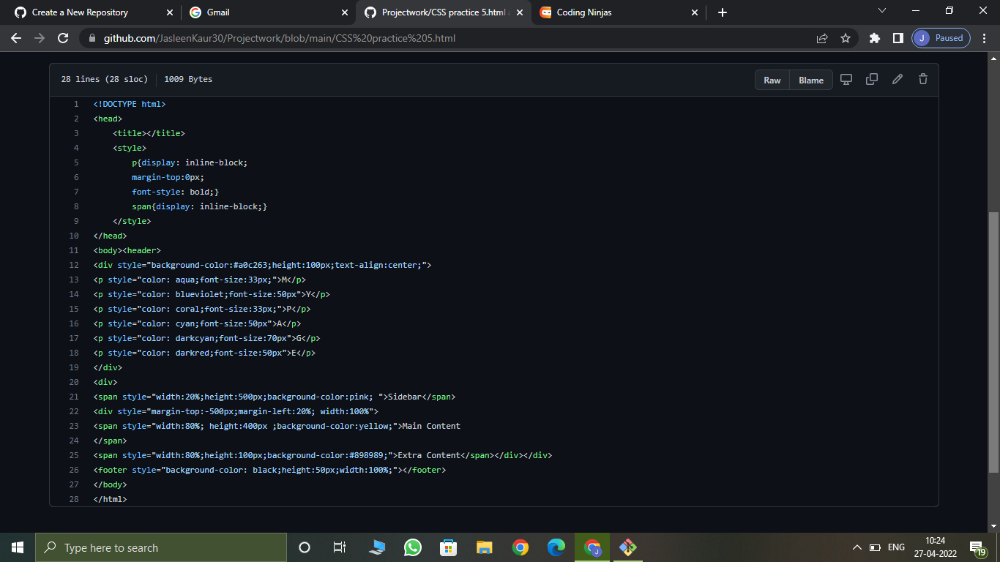 Create a New Repository
Gmail
Projectwork/CSS practice 5.html
Coding Ninjas
github.com/JasleenKaur30/Projectwork/blob/main/CSS%20practice%205.html
J Paused
28 lines (28 sloc) 1009 Bytes
Raw Blame
1 <!DOCTYPE html>
2 <head>
3 <title></title>
4 <style>
5 p{display: inline-block;
6 margin-top:0px;
7 font-style: bold;}
8 span{display: inline-block;}
9 </style>
10 </head>
11 <body><header>
12 <div style="background-color:#a0c263;height:100px;text-align:center;">
13 <p style="color: aqua;font-size:33px;">M</p>
14 <p style="color: blueviolet;font-size:50px">Y</p>
15 <p style="color: coral;font-size:33px;">P</p>
16 <p style="color: cyan;font-size:50px">A</p>
17 <p style="color: darkcyan;font-size:70px">G</p>
18 <p style="color: darkred;font-size:50px">E</p>
19 </div>
20 <div>
21 <span style="width:20%;height:500px;background-color:pink; ">Sidebar</span>
22 <div style="margin-top:-500px;margin-left:20%; width:100%">
23 <span style="width:80%; height:400px ;background-color:yellow;">Main Content
24 </span>
25 <span style="width:80%;height:100px;background-color:#898989;">Extra Content</span></div></div>
26 <footer style="background-color: black;height:50px;width:100%;"></footer>
27 </body>
28 </html>
Type here to search
J
ENG
10:24
27-04-2022
19